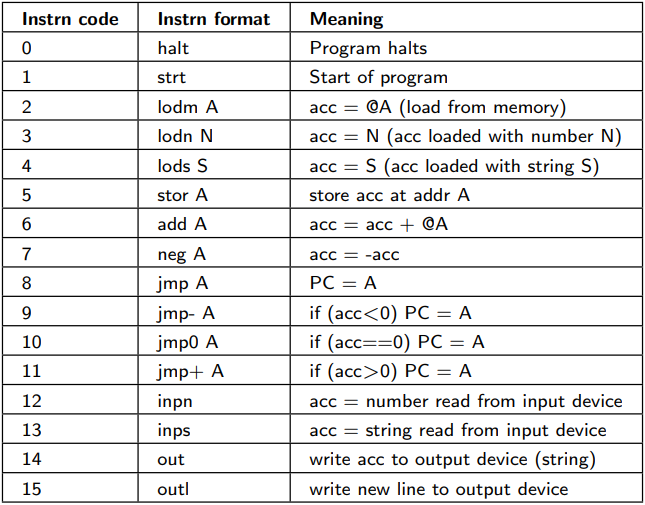 Instrn code Instrn format Meaning
0 halt Program halts
1 strt Start of program
2 lodm A acc = @A (load from memory)
3 lodn N acc = N (acc loaded with number N)
4 lods S acc = S (acc loaded with string S)
5 stor A store acc at addr A
6 add A acc = acc + @A
7 neg A acc = -acc
8 jmp A PC = A
9 jmp- A if (acc<0) PC = A
10 jmp0 A if (acc==0) PC = A
11 jmp+ A if (acc>0) PC = A
12 inpn acc = number read from input device
13 inps acc = string read from input device
14 out write acc to output device (string)
15 outl write new line to output device